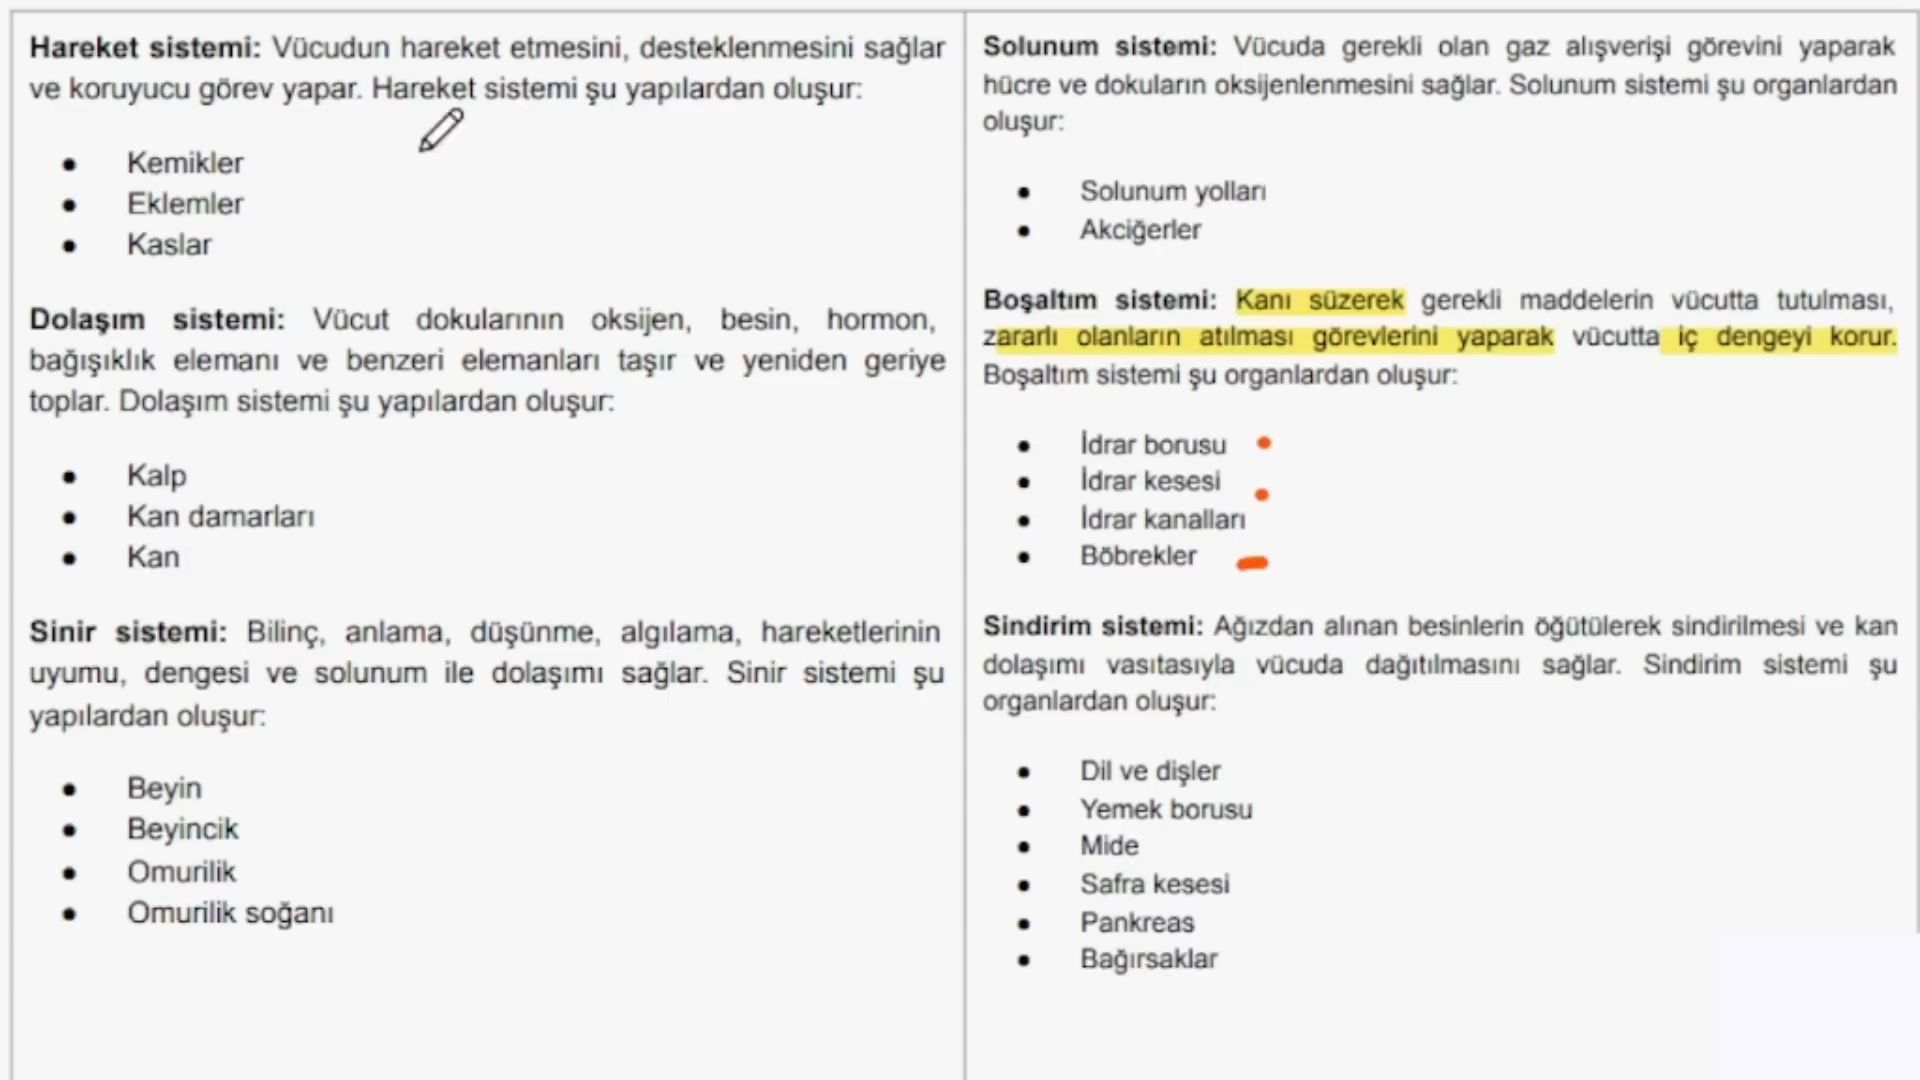 Hareket sistemi: Vücudun hareket etmesini, desteklenmesini sağlar
ve koruyucu görev yapar. Hareket sistemi şu yapılardan oluşur:
• Kemikler
• Eklemler
• Kaslar
Dolaşım sistemi: Vücut dokularının oksijen, besin, hormon,
bağışıklık elemanı ve benzeri elemanları taşır ve yeniden geriye
toplar. Dolaşım sistemi şu yapılardan oluşur:
• Kalp
• Kan damarları
• Kan
Sinir sistemi: Bilinç, anlama, düşünme, algılama, hareketlerinin
uyumu, dengesi ve solunum ile dolaşımı sağlar. Sinir sistemi şu
yapılardan oluşur:
• Beyin
• Beyincik
• Omurilik
• Omurilik soğanı
Solunum sistemi: Vücuda gerekli olan gaz alışverişi görevini yaparak
hücre ve dokuların oksijenlenmesini sağlar. Solunum sistemi şu organlardan
oluşur:
• Solunum yolları
• Akciğerler
Boşaltım sistemi: Kanı süzerek gerekli maddelerin vücutta tutulması,
zararlı olanların atılması görevlerini yaparak vücutta iç dengeyi korur.
Boşaltım sistemi şu organlardan oluşur:
• İdrar borusu
• İdrar kesesi
• İdrar kanalları
• Böbrekler
Sindirim sistemi: Ağızdan alınan besinlerin öğütülerek sindirilmesi ve kan
dolaşımı vasıtasıyla vücuda dağıtılmasını sağlar. Sindirim sistemi şu
organlardan oluşur:
• Dil ve dişler
• Yemek borusu
• Mide
• Safra kesesi
• Pankreas
• Bağırsaklar